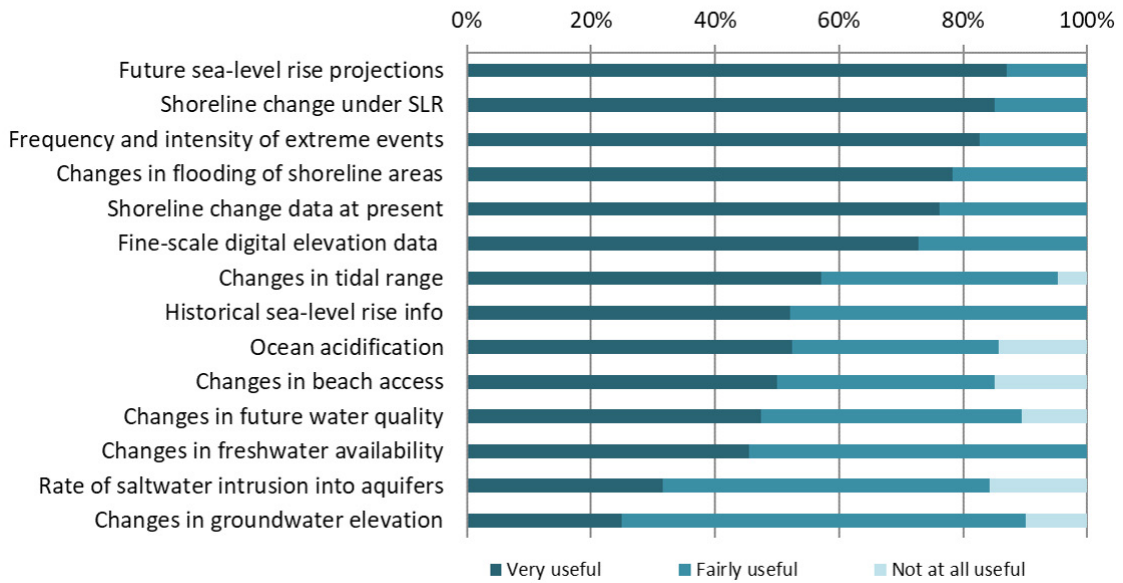 0% 20% 40% 60% 80% 100%
Future sea-level rise projections
Shoreline change under SLR
Frequency and intensity of extreme events
Changes in flooding of shoreline areas
Shoreline change data at present
Fine-scale digital elevation data
Changes in tidal range
Historical sea-level rise info
Ocean acidification
Changes in beach access
Changes in future water quality
Changes in freshwater availability
Rate of saltwater intrusion into aquifers
Changes in groundwater elevation
Very useful Fairly useful Not at all useful